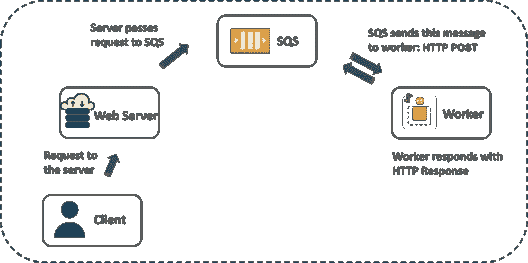 Server passes
request to SQS
SQS
SQS sends this message
to worker: HTTP POST
Web Server
Worker
Request to
the server
Worker responds with
HTTP Response
Client